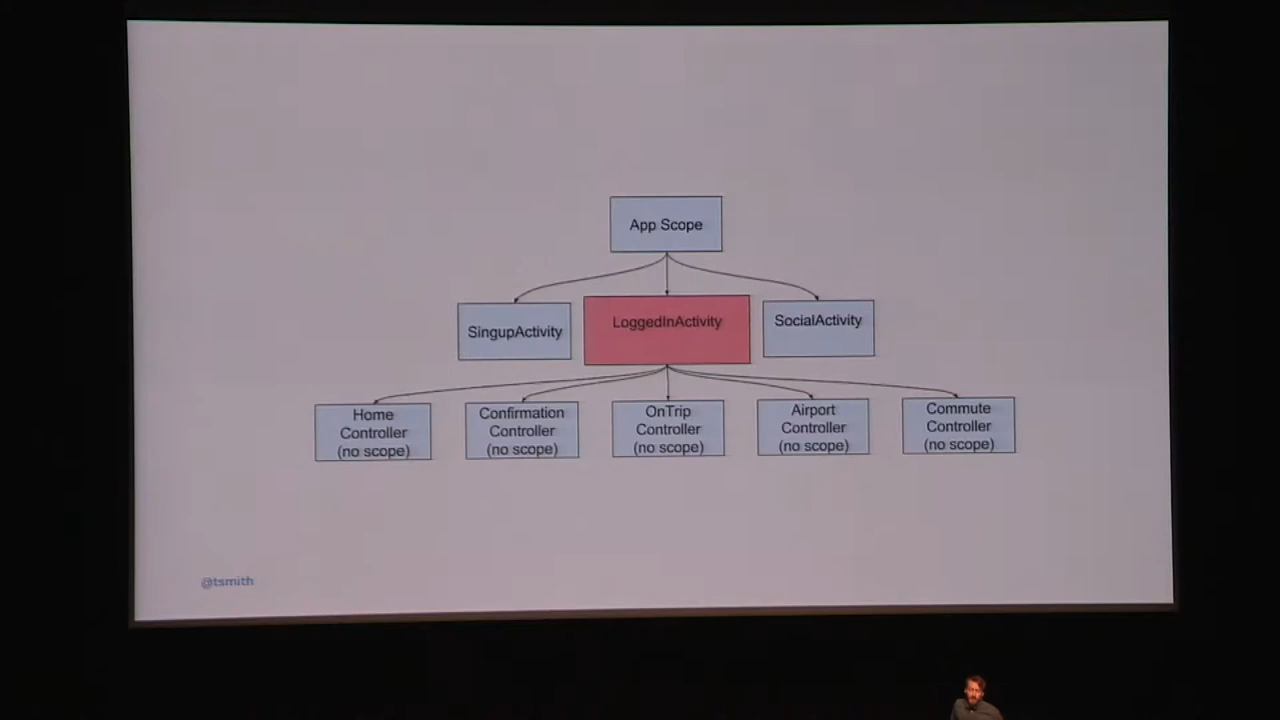 App Scope
SingupActivity
LoggedInActivity
SocialActivity
Home
Controller
(no scope)
Confirmation
Controller
(no scope)
OnTrip
Controller
(no scope)
Airport
Controller
(no scope)
Commute
Controller
(no scope)
@tsmith